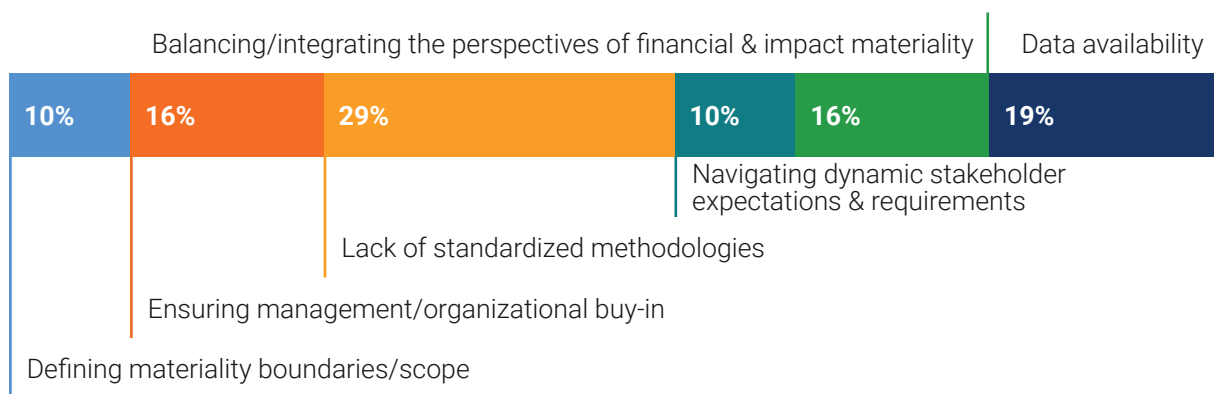 Balancing/integrating the perspectives of financial & impact materiality
Data availability
10%
16%
29%
10%
16%
19%
Navigating dynamic stakeholder
expectations & requirements
Lack of standardized methodologies
Ensuring management/organizational buy-in
Defining materiality boundaries/scope